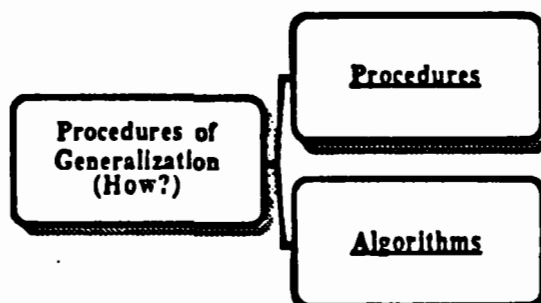 Procedures of
Generalization
(How?)
Procedures
Algorithms